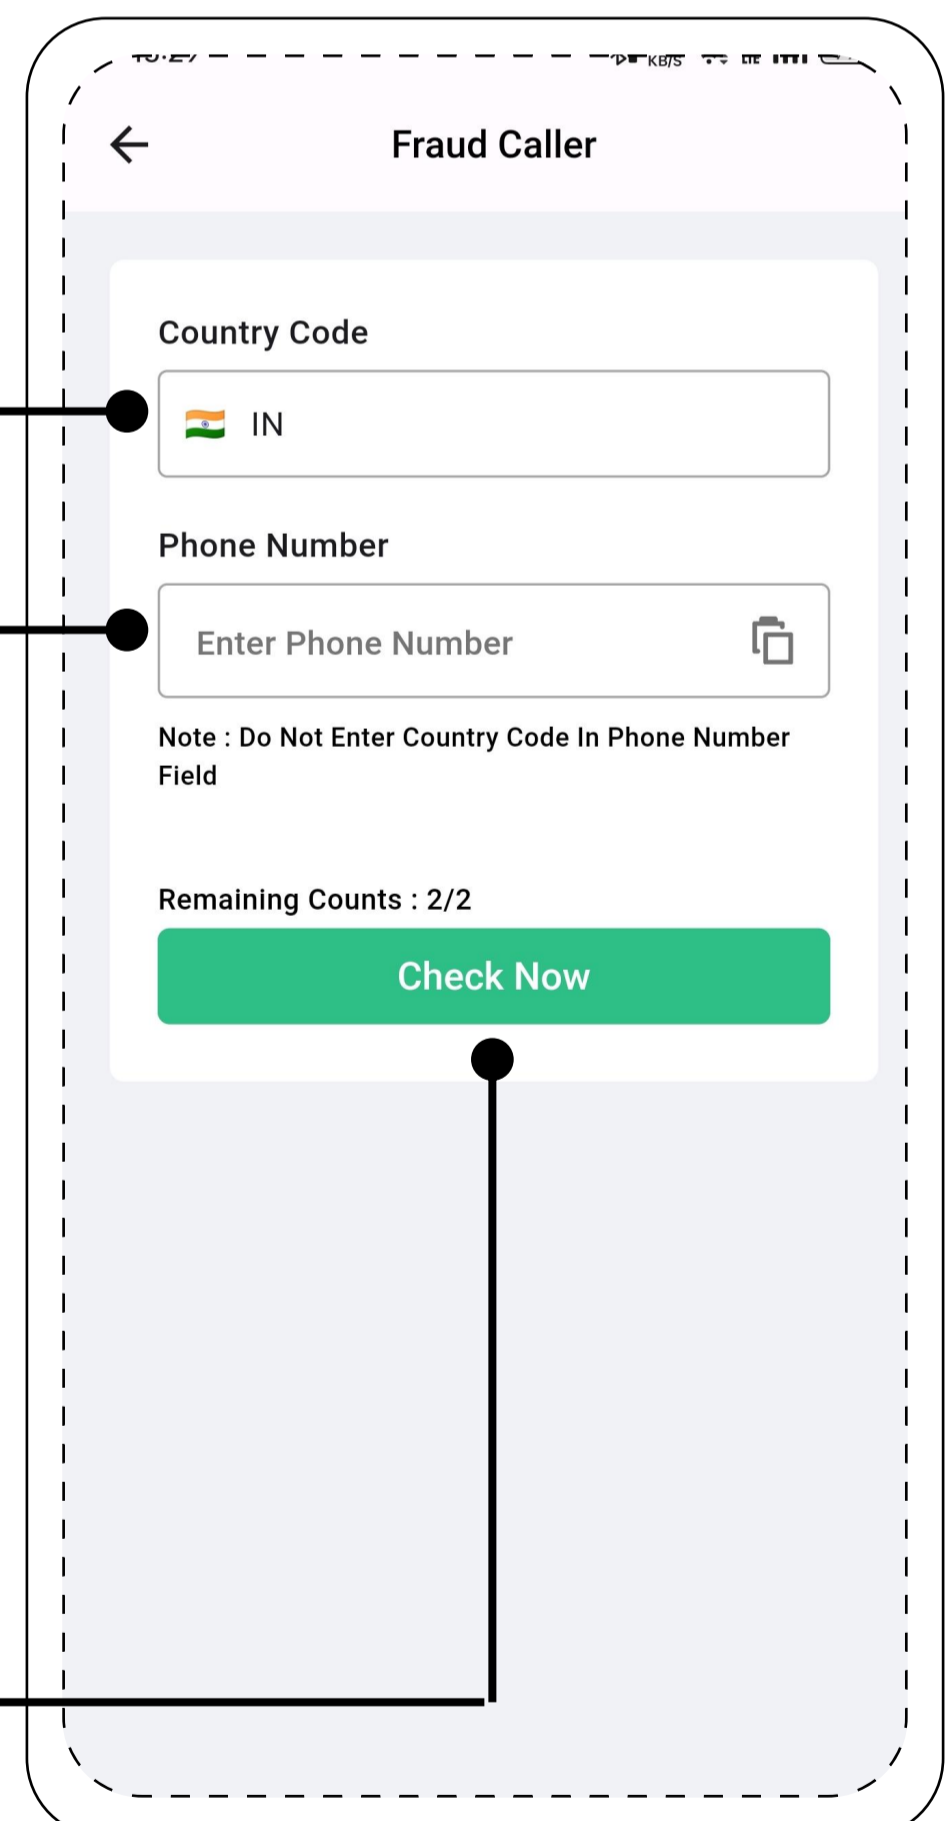 KB/S
Fraud Caller
Country Code
IN
Phone Number
Enter Phone Number
Note : Do Not Enter Country Code In Phone Number
Field
Remaining Counts : 2/2
Check Now